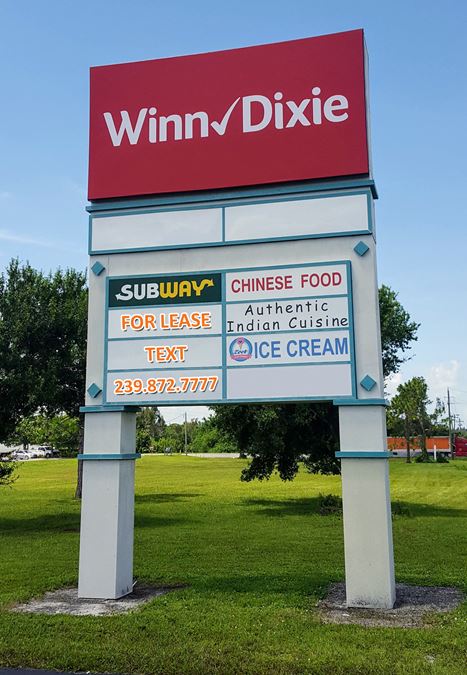 Winn✓Dixie
SUBWAY
FOR LEASE
TEXT
239.872.7777
CHINESE FOOD
Authentic
Indian Cuisine
ICE CREAM